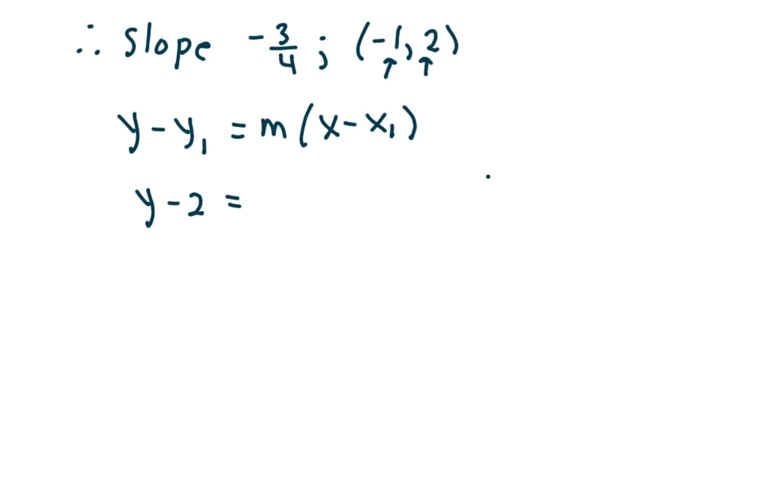 ∴ slope -3/4 ; (-1, 2)
↑ ↑
y - y₁ = m(x - x₁)
y - 2 =